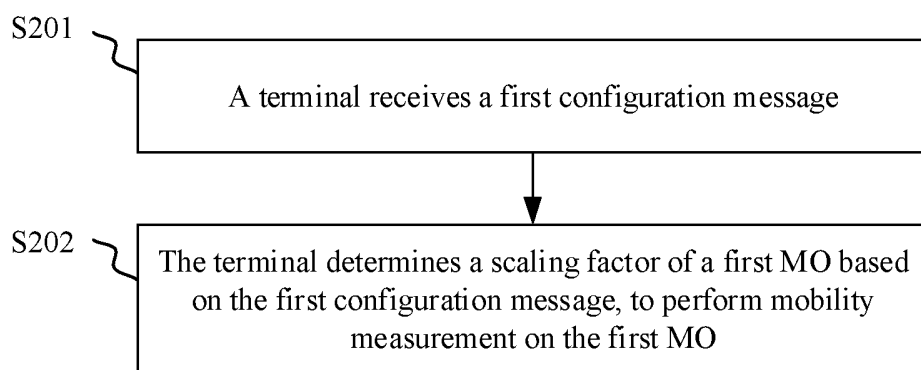 S201
A terminal receives a first configuration message
S202
The terminal determines a scaling factor of a first MO based
on the first configuration message, to perform mobility
measurement on the first MO